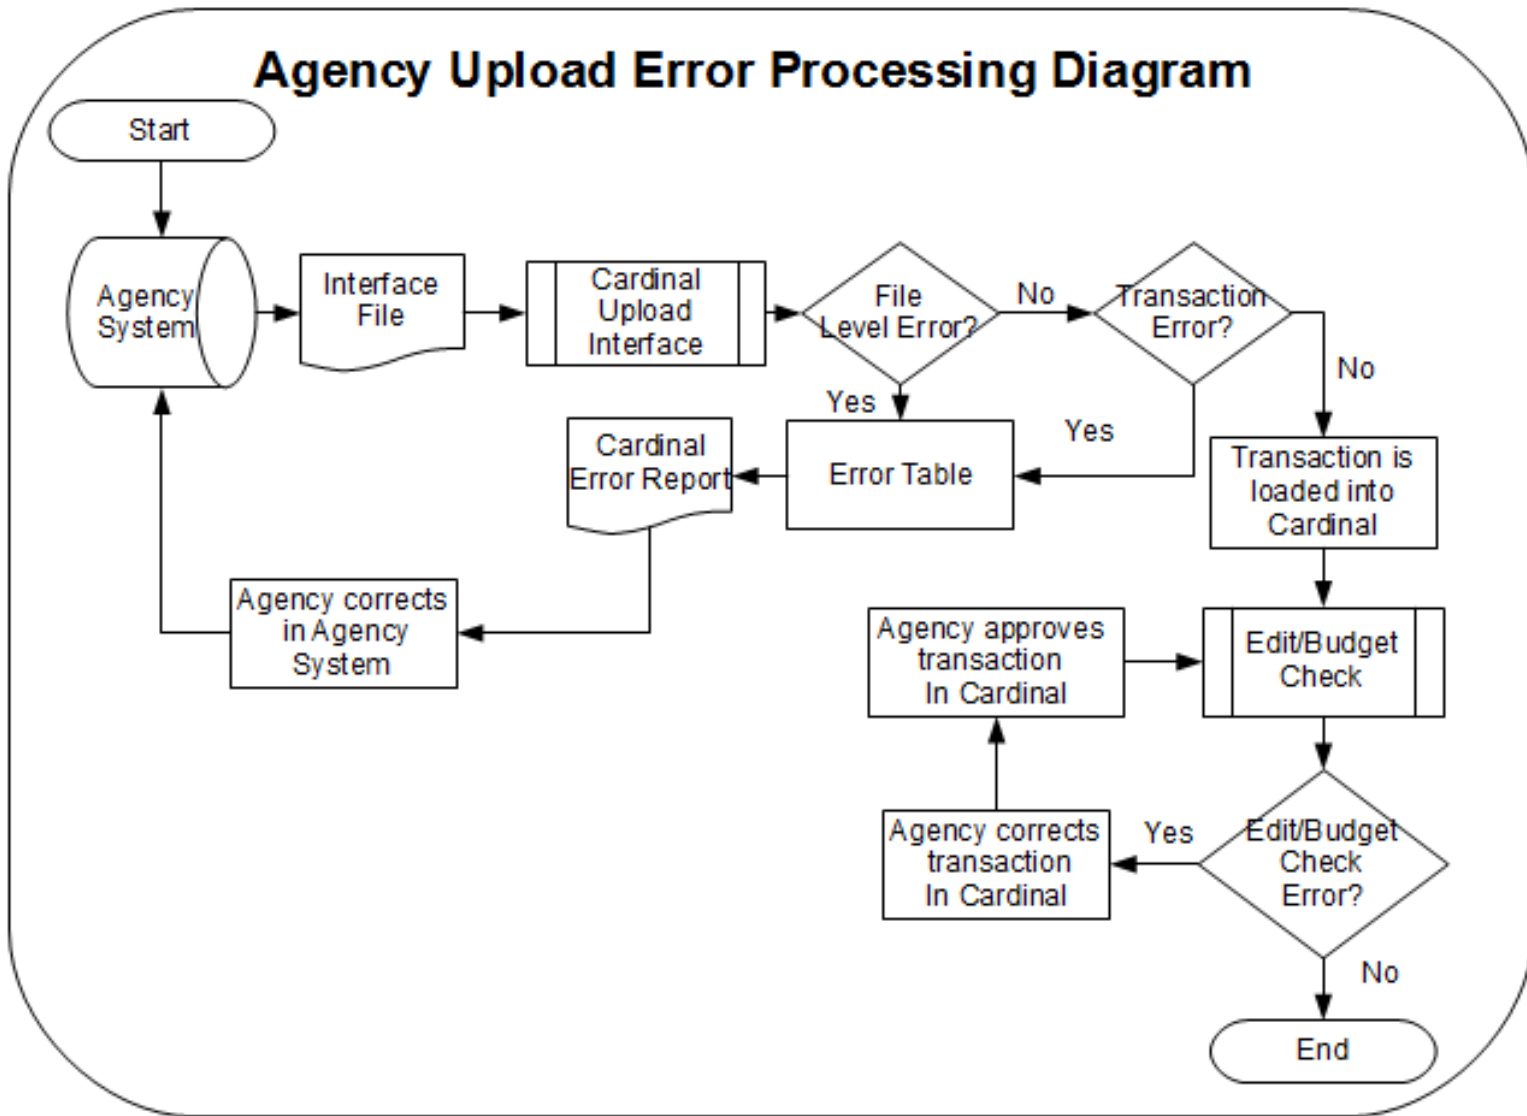 Agency Upload Error Processing Diagram
Start
Agency
System
Interface
File
Cardinal
Upload
Interface
File
Level Error?
No
Transaction
Error?
No
Yes
Yes
Cardinal
Error Report
Error Table
Transaction is
loaded into
Cardinal
Agency corrects
in Agency
System
Agency approves
transaction
In Cardinal
Edit/Budget
Check
Agency corrects
transaction
In Cardinal
Yes
Edit/Budget
Check
Error?
No
End